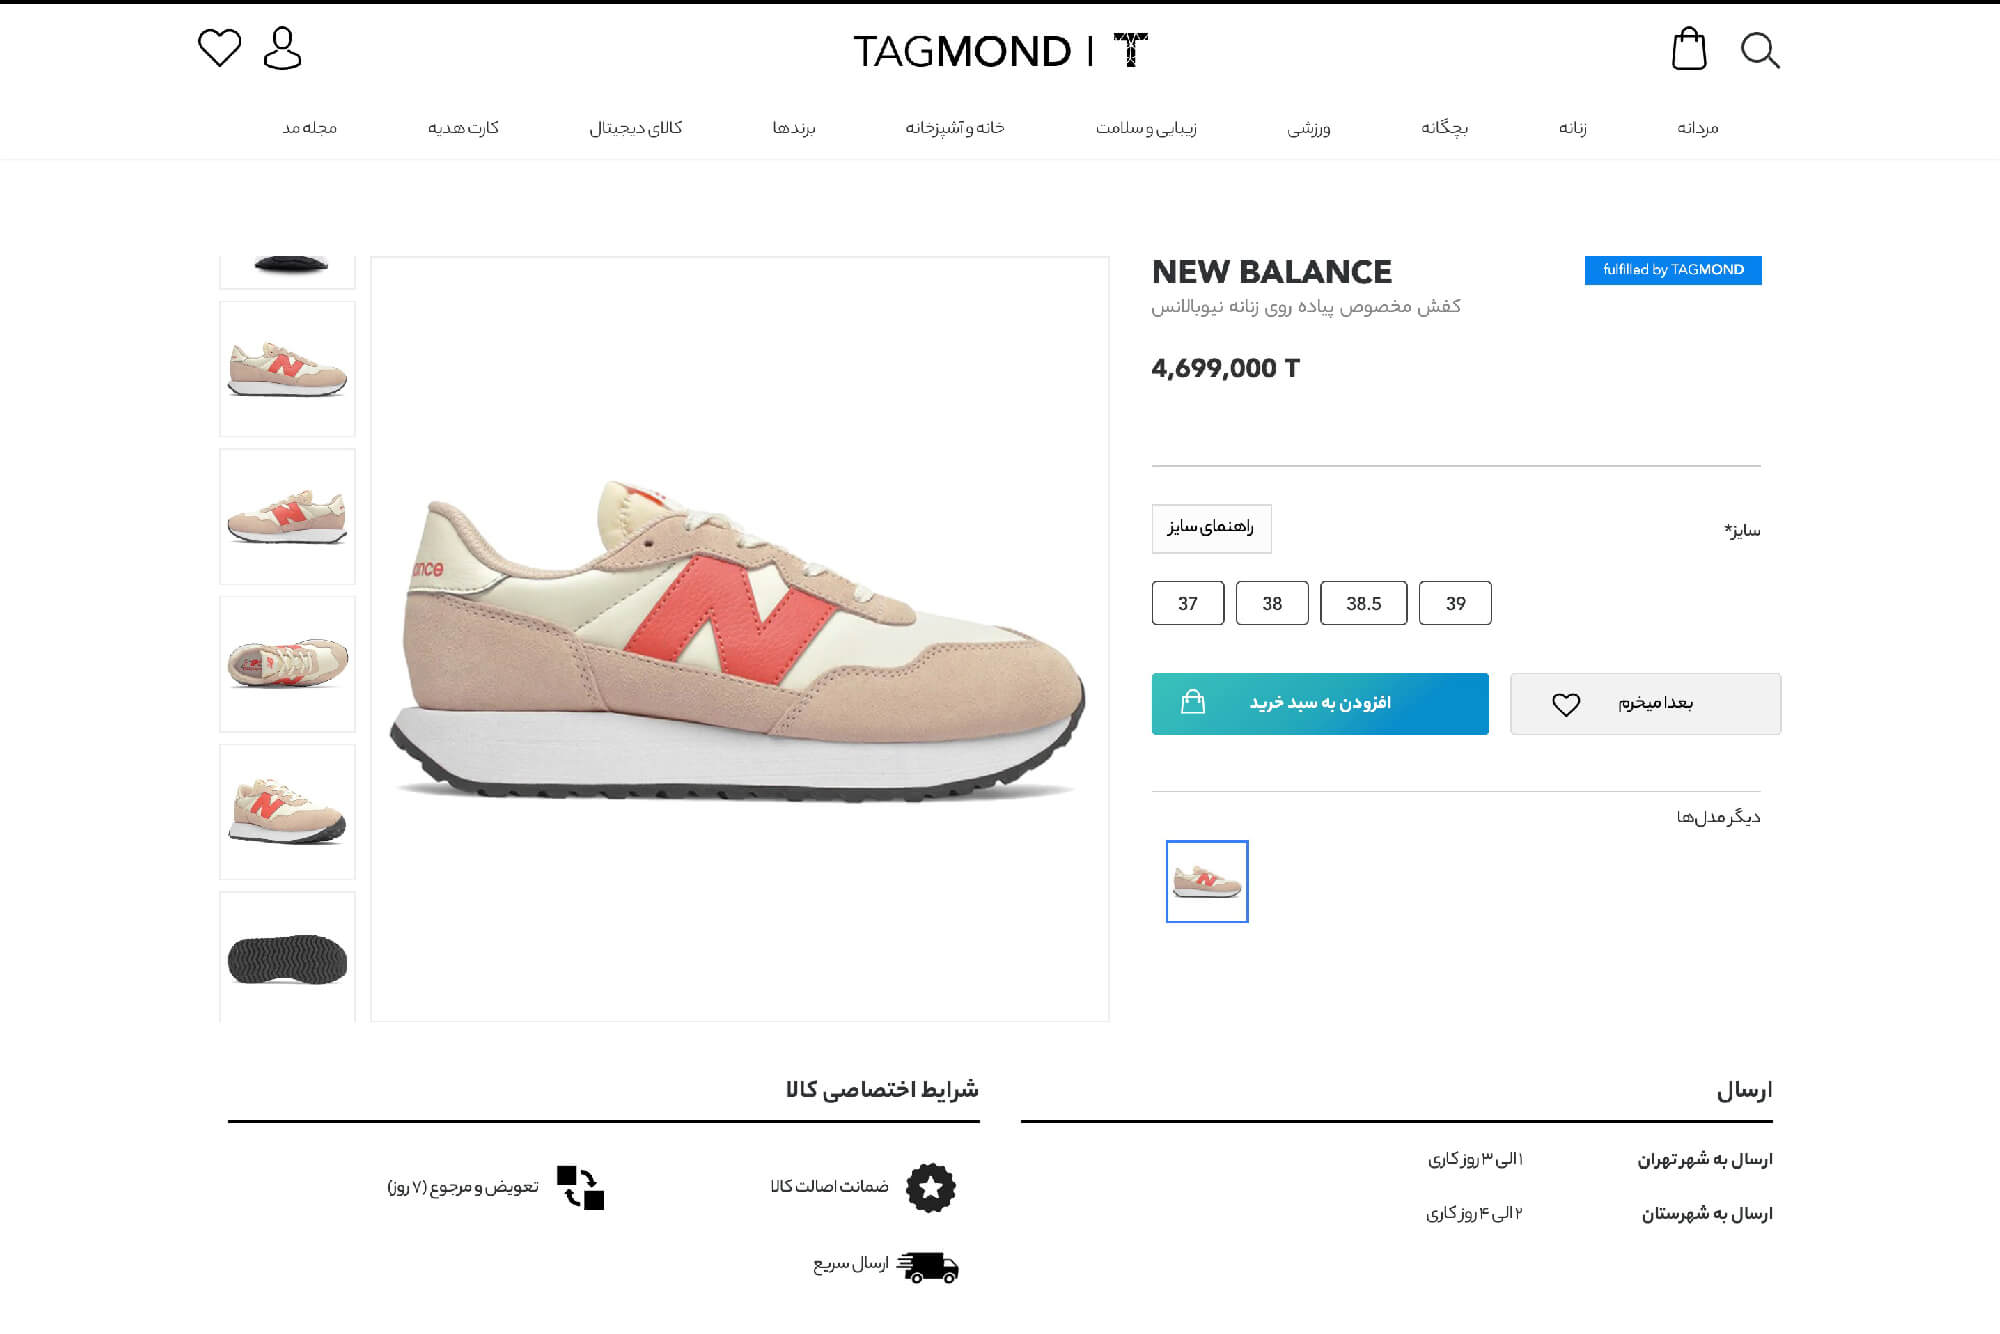 TAGMOND | T
مردانه
زنانه
بچگانه
ورزشی
زیبایی و سلامت
خانه و آشپزخانه
برندها
کالای دیجیتال
کارت هدیه
مجله مد
NEW BALANCE
fulfilled by TAGMOND
کفش مخصوص پیاده روی زنانه نیوبالانس
4,699,000 T
سایز*
راهنمای سایز
37
38
38.5
39
افزودن به سبد خرید
بعدا میخرم
دیگر مدل‌ها
N
ارسال
ارسال به شهر تهران
۱ الی ۳ روز کاری
ارسال به شهرستان
۲ الی ۴ روز کاری
شرایط اختصاصی کالا
ضمانت اصالت کالا
تعویض و مرجوع (۷ روز)
ارسال سریع